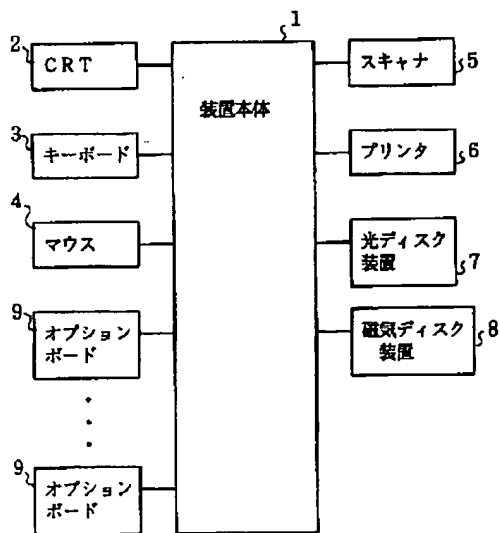 1
装置本体
2
CRT
3
キーボード
4
マウス
9
オプション
ボード
9
オプション
ボード
スキャナ
5
プリンタ
6
光ディスク
装置
7
磁気ディスク
装置
8